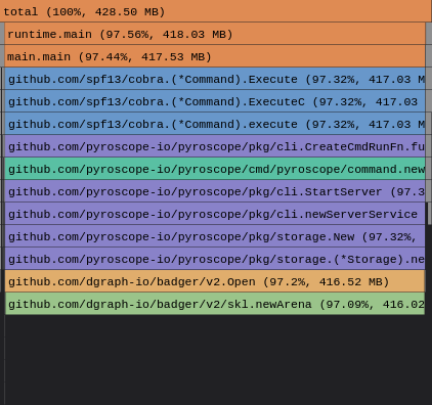 total (100%, 428.50 MB)
runtime.main (97.56%, 418.03 MB)
main.main (97.44%, 417.53 MB)
github.com/spf13/cobra.(*Command).Execute (97.32%, 417.03 M
github.com/spf13/cobra.(*Command).ExecuteC (97.32%, 417.03
github.com/spf13/cobra.(*Command).execute (97.32%, 417.03 M
github.com/pyroscope-io/pyroscope/pkg/cli.CreateCmdRunFn.fu
github.com/pyroscope-io/pyroscope/cmd/pyroscope/command.new
github.com/pyroscope-io/pyroscope/pkg/cli.StartServer (97.3
github.com/pyroscope-io/pyroscope/pkg/cli.newServerService
github.com/pyroscope-io/pyroscope/pkg/storage.New (97.32%,
github.com/pyroscope-io/pyroscope/pkg/storage.(*Storage).ne
github.com/dgraph-io/badger/v2.Open (97.2%, 416.52 MB)
github.com/dgraph-io/badger/v2/skl.newArena (97.09%, 416.02